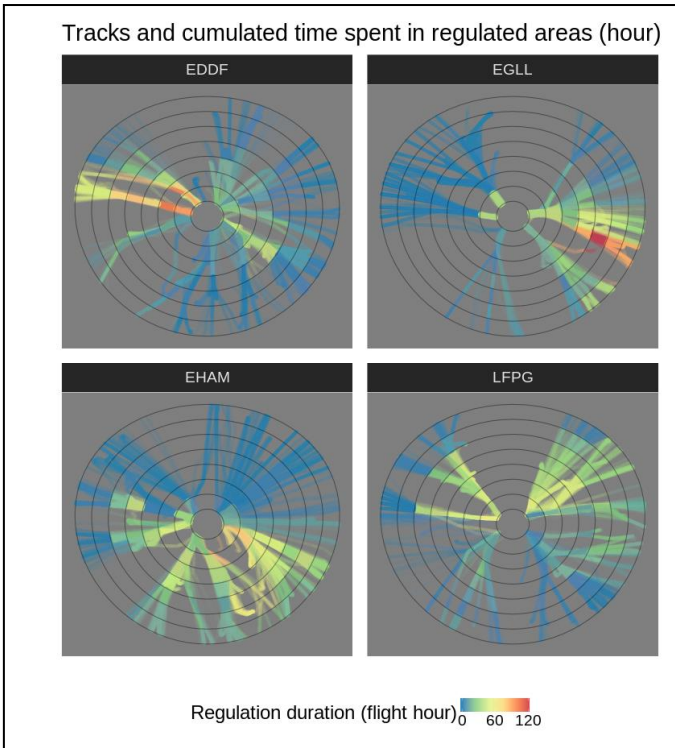 Tracks and cumulated time spent in regulated areas (hour)
EDDF
EGLL
EHAM
LFPG
Regulation duration (flight hour)
0 60 120